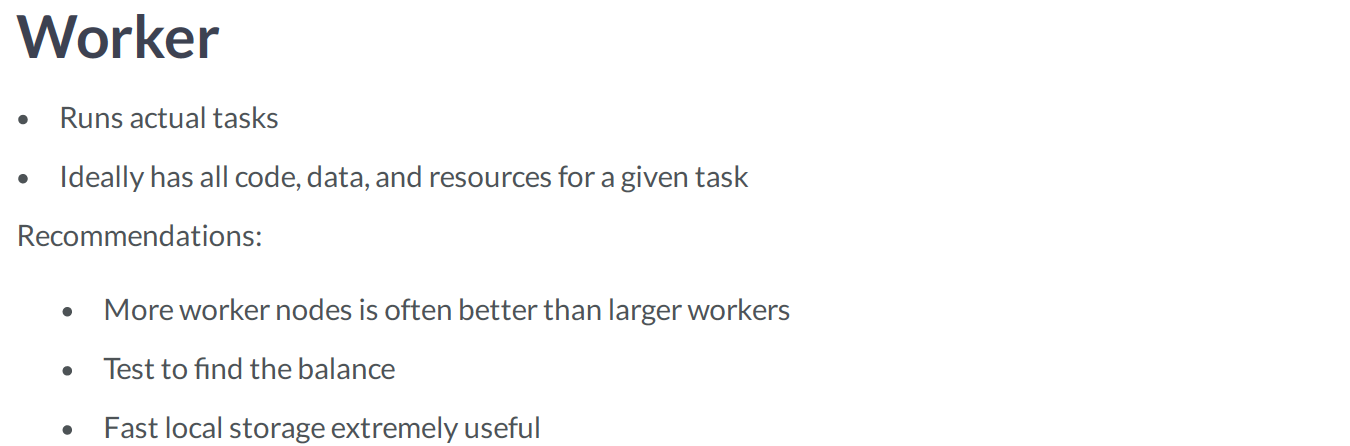 Worker
• Runs actual tasks
• Ideally has all code, data, and resources for a given task
Recommendations:
• More worker nodes is often better than larger workers
• Test to find the balance
• Fast local storage extremely useful